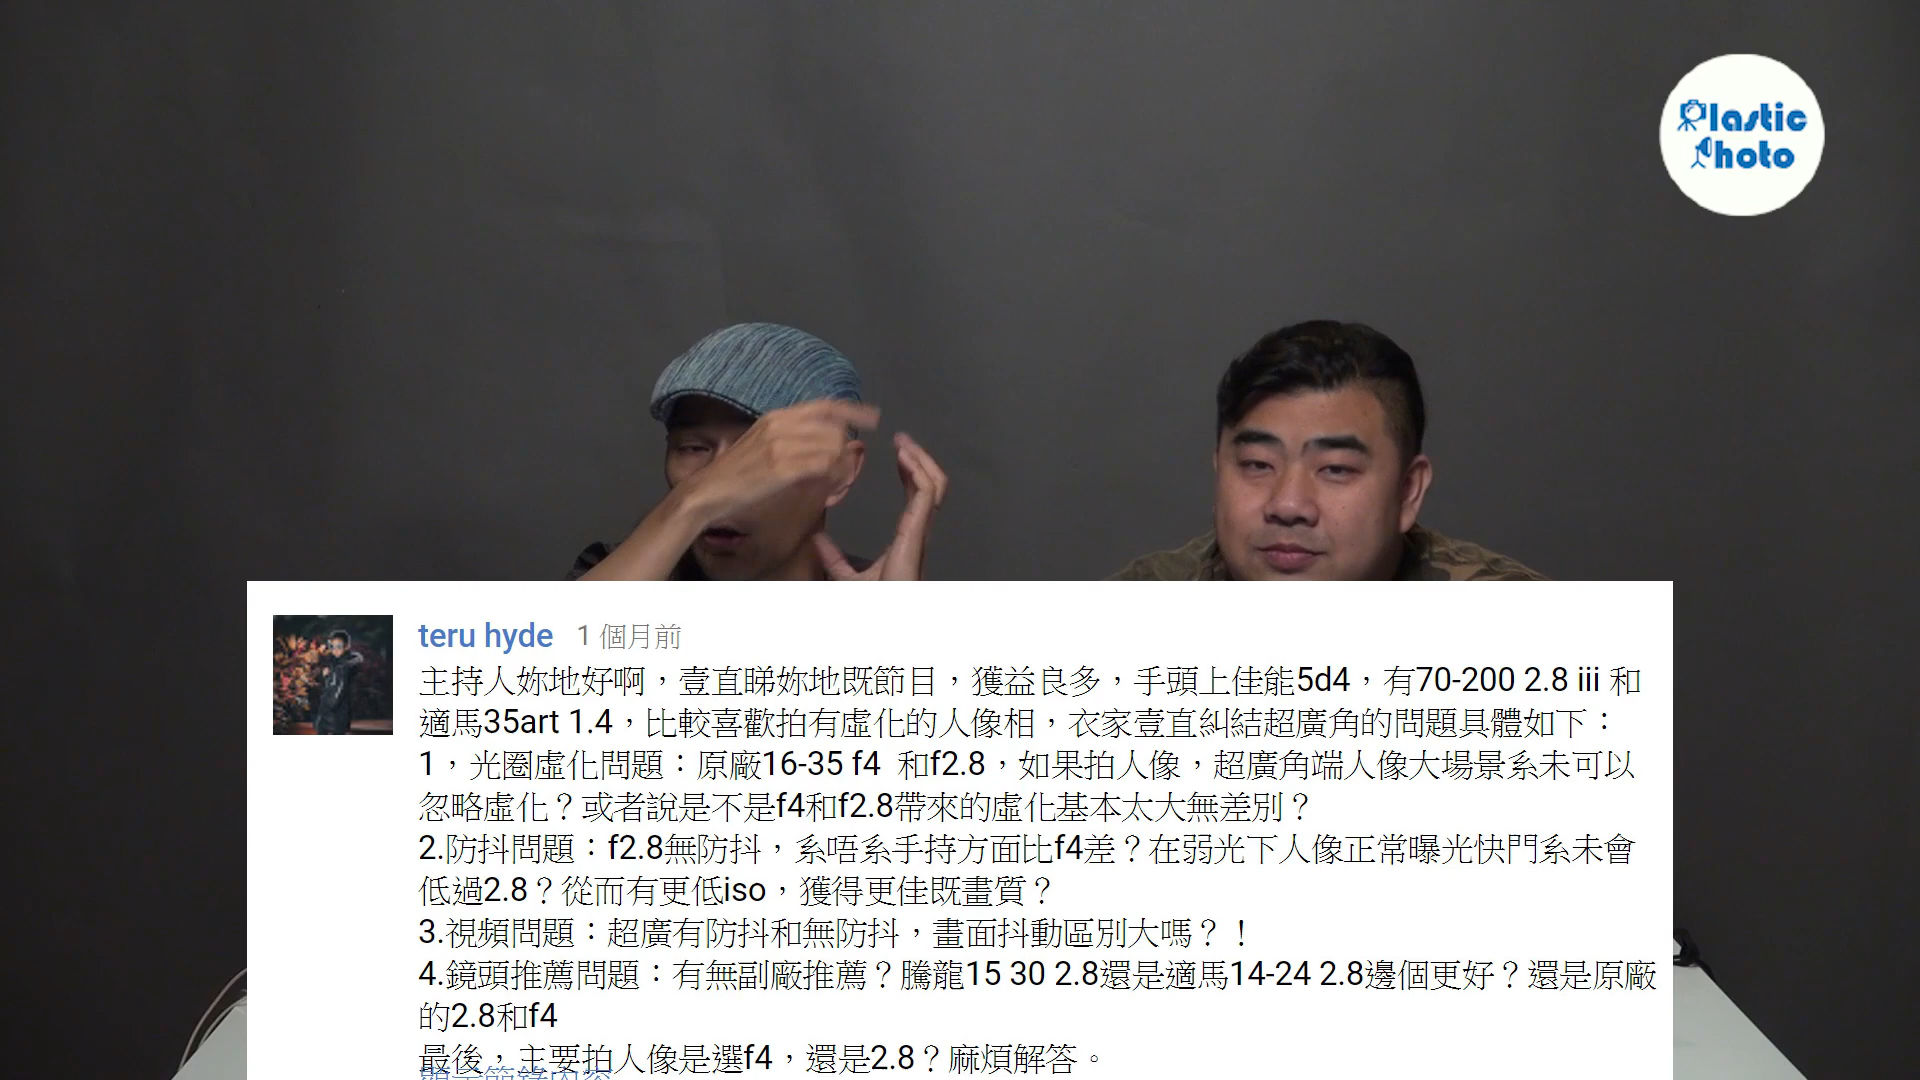 Plastic
Photo
teru hyde 1 個月前
主持人妳地好啊，壹直睇妳地既節目，獲益良多，手頭上佳能5d4，有70-200 2.8 iii 和
適馬35art 1.4，比較喜歡拍有虛化的人像相，衣家壹直糾結超廣角的問題具體如下：
1，光圈虛化問題：原廠16-35 f4 和f2.8，如果拍人像，超廣角端人像大場景系未可以
忽略虛化？或者說是不是f4和f2.8帶來的虛化基本太大無差別？
2.防抖問題：f2.8無防抖，系唔系手持方面比f4差？在弱光下人像正常曝光快門系未會
低過2.8？從而有更低iso，獲得更佳既畫質？
3.視頻問題：超廣有防抖和無防抖，畫面抖動區別大嗎？！
4.鏡頭推薦問題：有無副廠推薦？騰龍15 30 2.8還是適馬14-24 2.8邊個更好？還是原廠
的2.8和f4
最後，主要拍人像是選f4，還是2.8？麻煩解答。